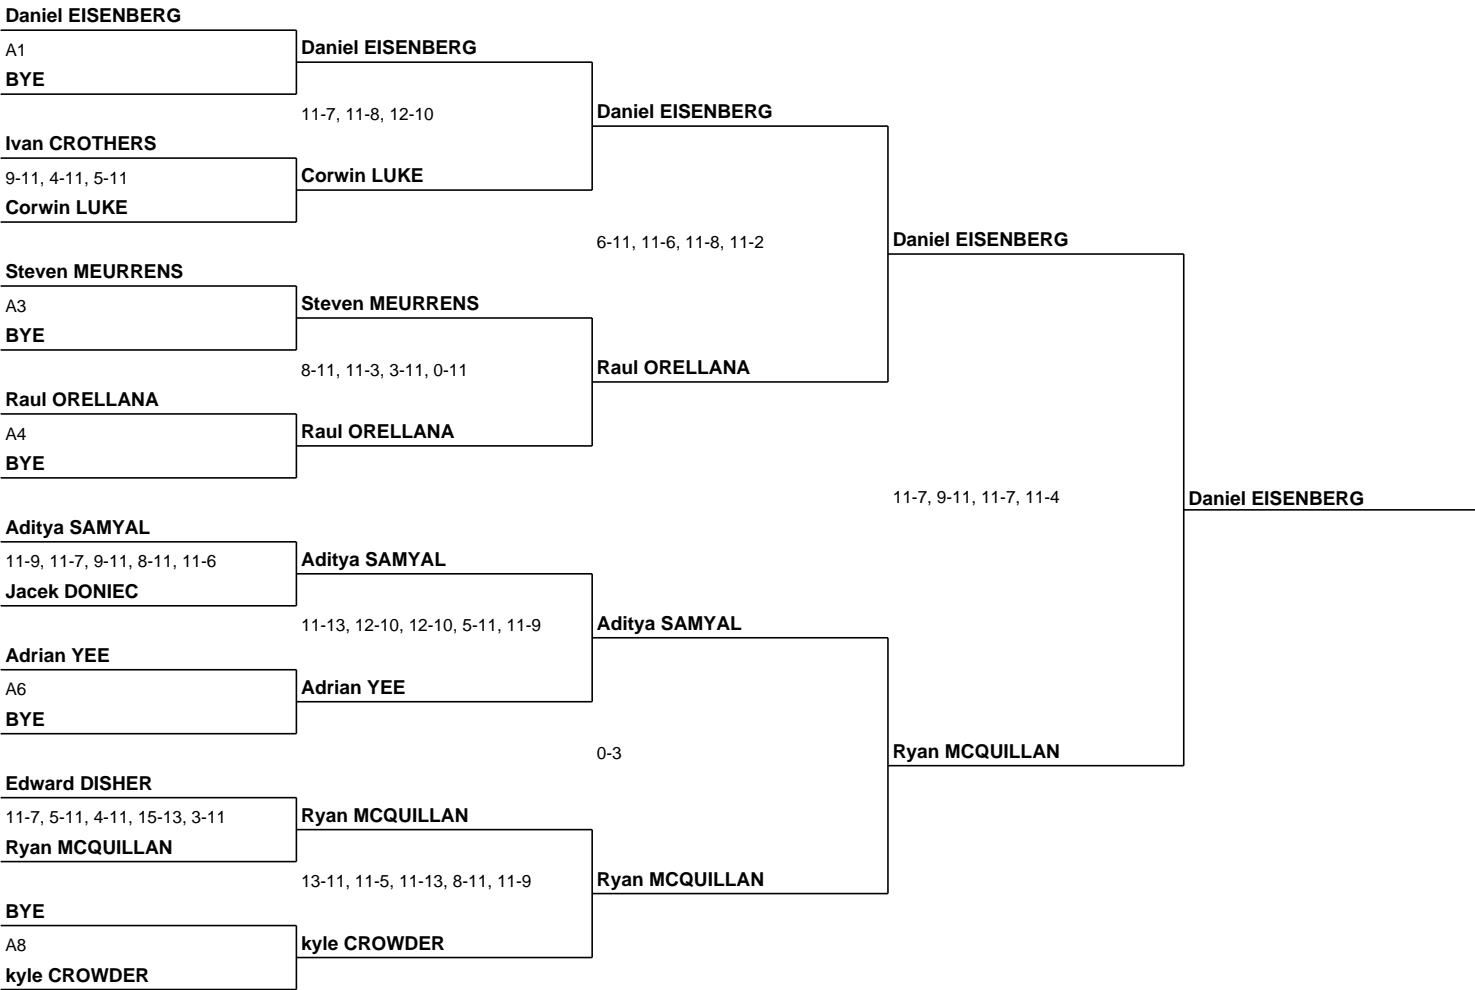 Daniel EISENBERG
A1
BYE
Ivan CROTHERS
9-11, 4-11, 5-11
Corwin LUKE
Steven MEURRENS
A3
BYE
Raul ORELLANA
A4
BYE
Aditya SAMYAL
11-9, 11-7, 9-11, 8-11, 11-6
Jacek DONIEC
Adrian YEE
A6
BYE
Edward DISHER
11-7, 5-11, 4-11, 15-13, 3-11
Ryan MCQUILLAN
BYE
A8
kyle CROWDER
Daniel EISENBERG
11-7, 11-8, 12-10
Corwin LUKE
Steven MEURRENS
8-11, 11-3, 3-11, 0-11
Raul ORELLANA
Aditya SAMYAL
11-13, 12-10, 12-10, 5-11, 11-9
Adrian YEE
Ryan MCQUILLAN
13-11, 11-5, 11-13, 8-11, 11-9
kyle CROWDER
Daniel EISENBERG
6-11, 11-6, 11-8, 11-2
Raul ORELLANA
Aditya SAMYAL
0-3
Ryan MCQUILLAN
Daniel EISENBERG
11-7, 9-11, 11-7, 11-4
Ryan MCQUILLAN
Daniel EISENBERG